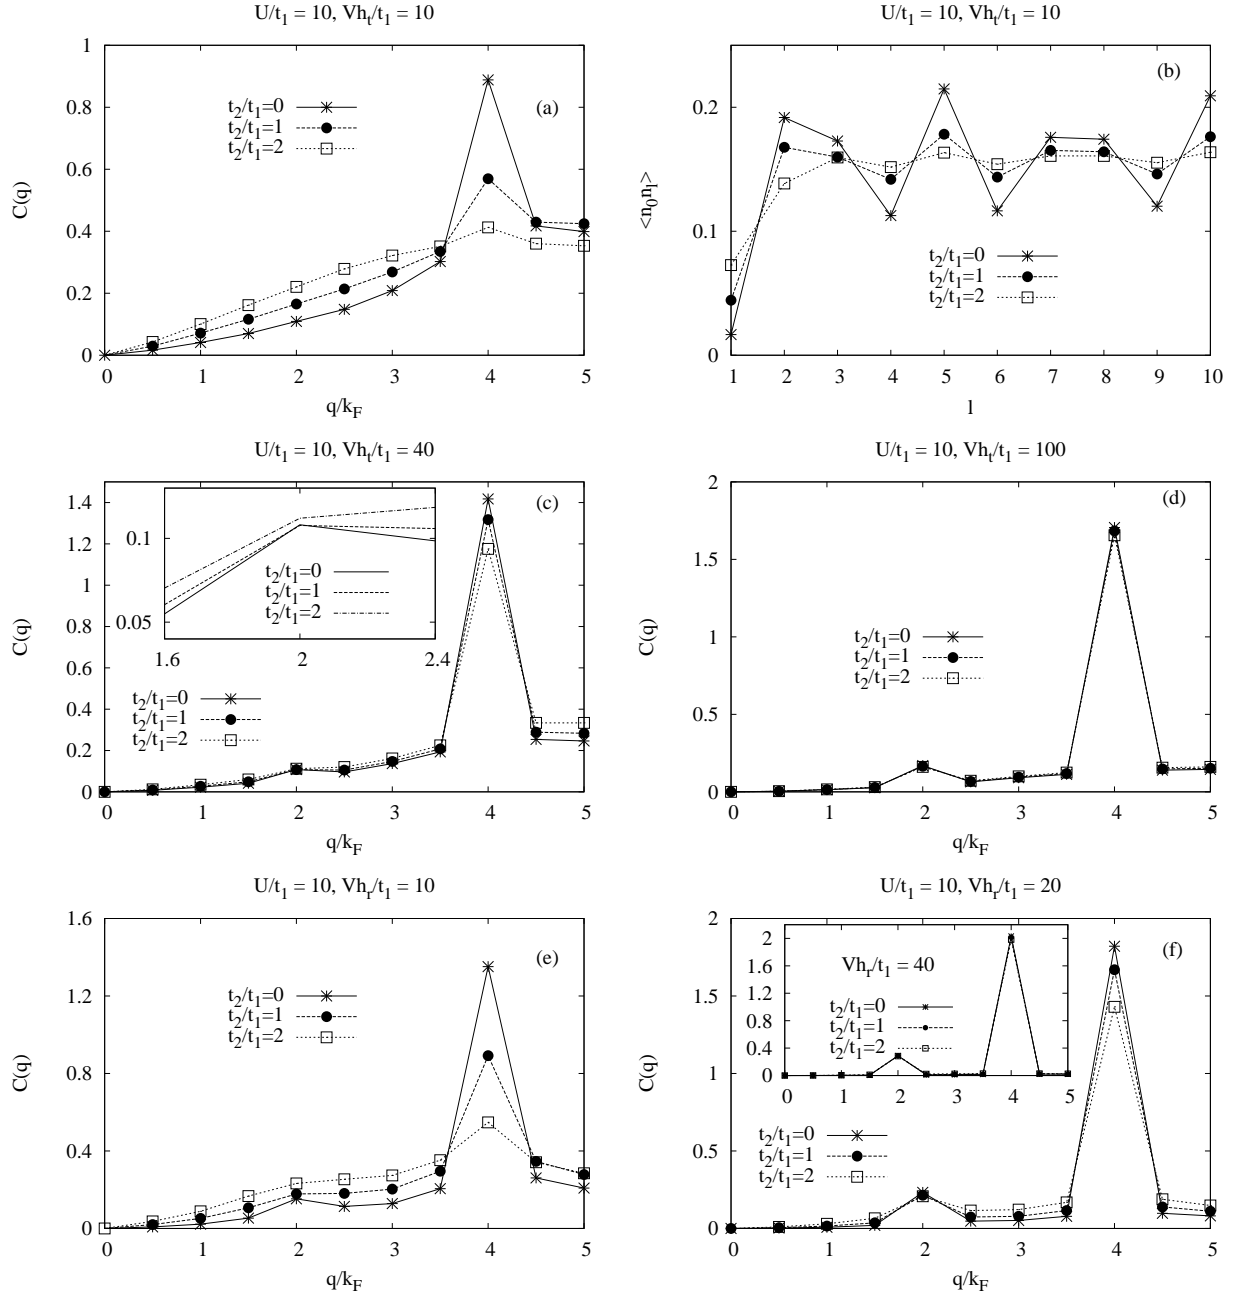 U/t₁ = 10, Vhₜ/t₁ = 10
C(q)
1
0.8
0.6
0.4
0.2
0
(a)
t₂/t₁=0
t₂/t₁=1
t₂/t₁=2
0 1 2 3 4 5
q/k_F
U/t₁ = 10, Vhₜ/t₁ = 10
<n₀nₗ>
0.2
0.1
0
(b)
t₂/t₁=0
t₂/t₁=1
t₂/t₁=2
1 2 3 4 5 6 7 8 9 10
l
U/t₁ = 10, Vhₜ/t₁ = 40
C(q)
1.4
1.2
1
0.8
0.6
0.4
0.2
0
(c)
0.1
0.05
t₂/t₁=0
t₂/t₁=1
t₂/t₁=2
1.6 2 2.4
t₂/t₁=0
t₂/t₁=1
t₂/t₁=2
0 1 2 3 4 5
q/k_F
U/t₁ = 10, Vhₜ/t₁ = 100
C(q)
2
1.5
1
0.5
0
(d)
t₂/t₁=0
t₂/t₁=1
t₂/t₁=2
0 1 2 3 4 5
q/k_F
U/t₁ = 10, Vhᵣ/t₁ = 10
C(q)
1.6
1.2
0.8
0.4
0
(e)
t₂/t₁=0
t₂/t₁=1
t₂/t₁=2
0 1 2 3 4 5
q/k_F
U/t₁ = 10, Vhᵣ/t₁ = 20
C(q)
2
1.5
1
0.5
0
(f)
2
1.6
1.2
0.8
0.4
0
Vhᵣ/t₁ = 40
t₂/t₁=0
t₂/t₁=1
t₂/t₁=2
0 1 2 3 4 5
t₂/t₁=0
t₂/t₁=1
t₂/t₁=2
0 1 2 3 4 5
q/k_F